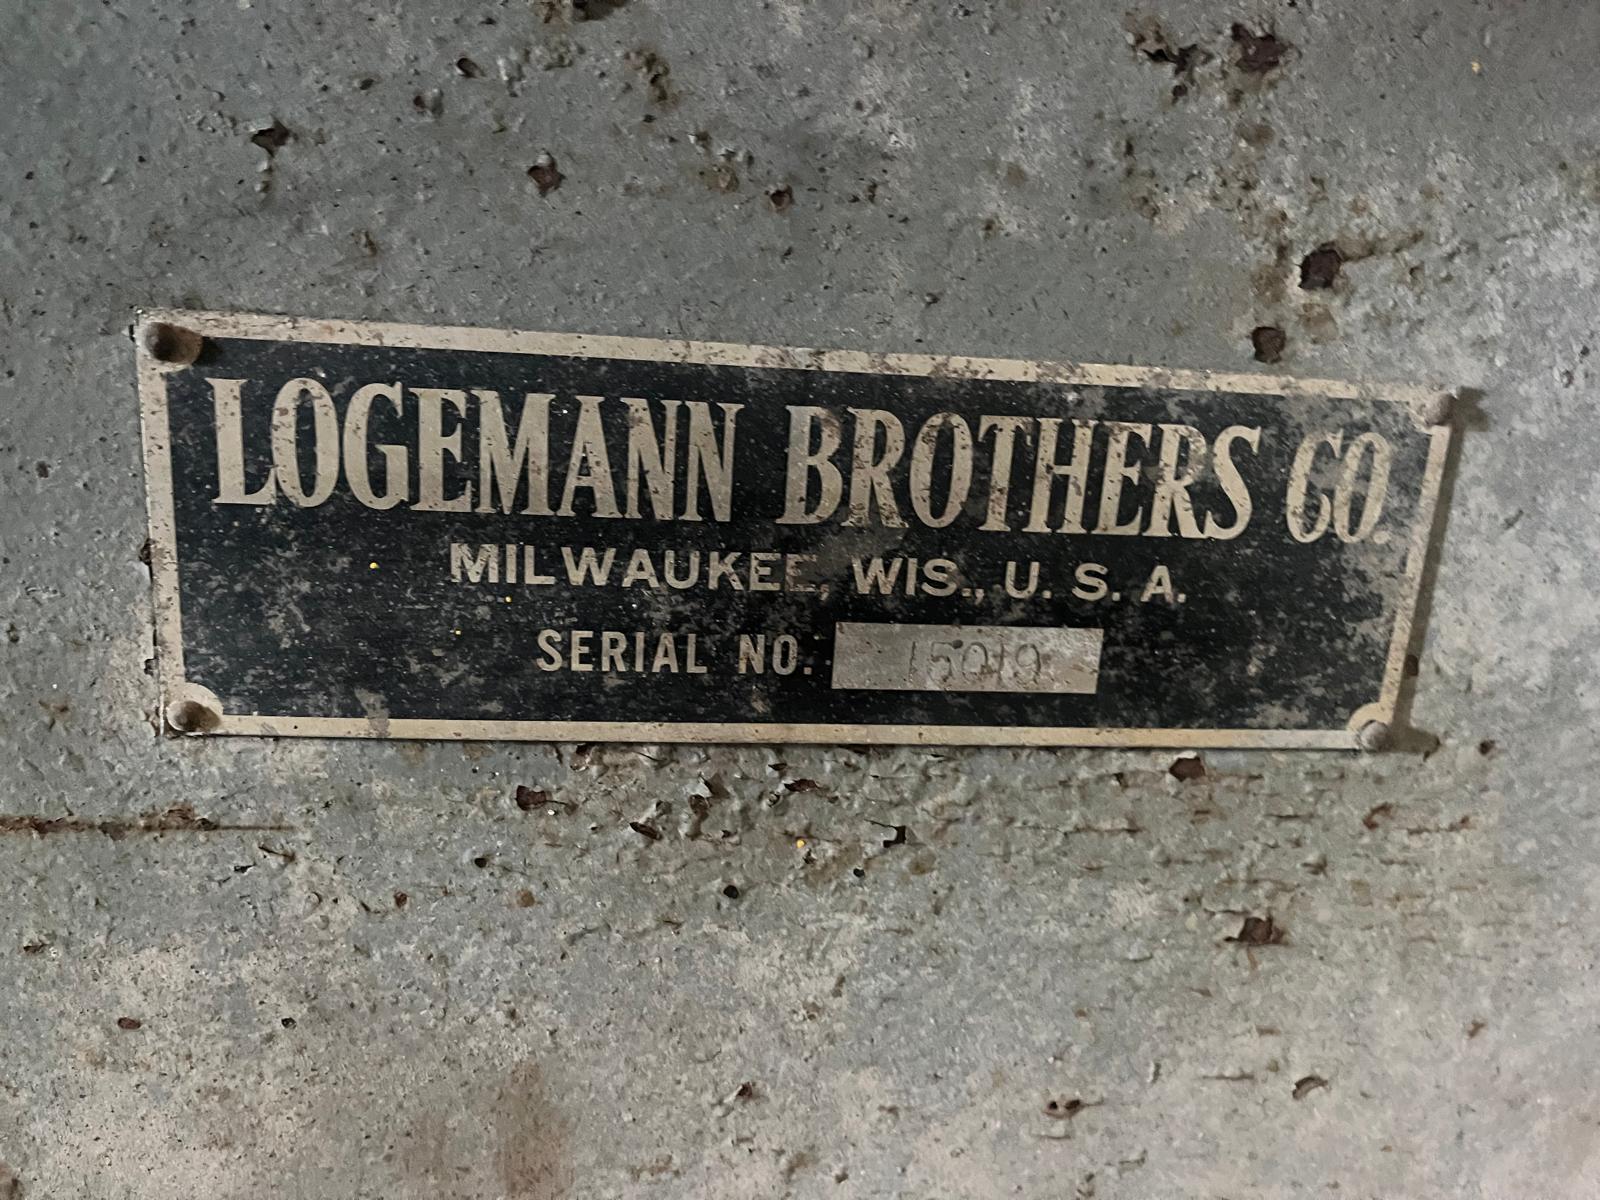 LOGEMANN BROTHERS CO.
MILWAUKEE, WIS., U. S. A.
SERIAL NO. 15019